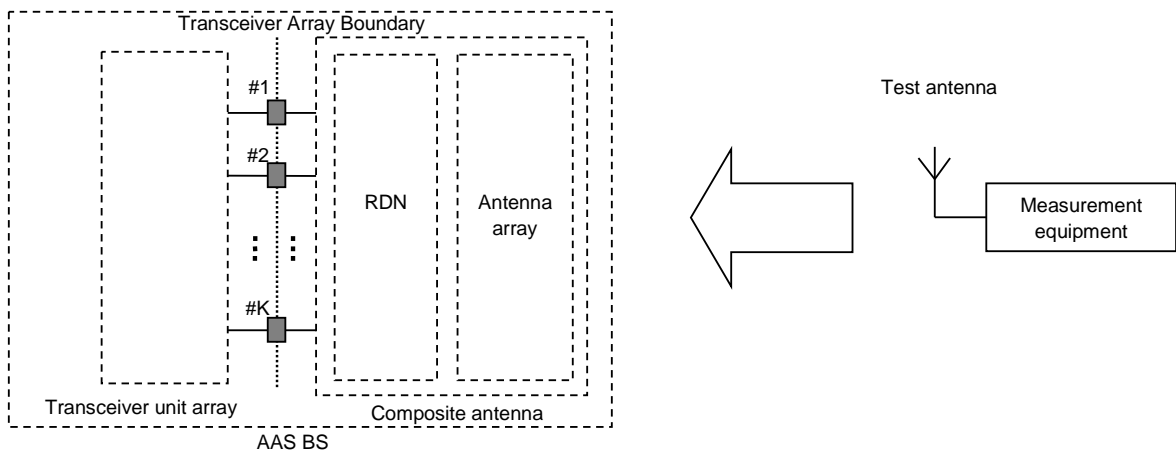 Transceiver Array Boundary
#1
#2
#K
RDN
Antenna
array
Transceiver unit array
Composite antenna
AAS BS
Test antenna
Measurement
equipment